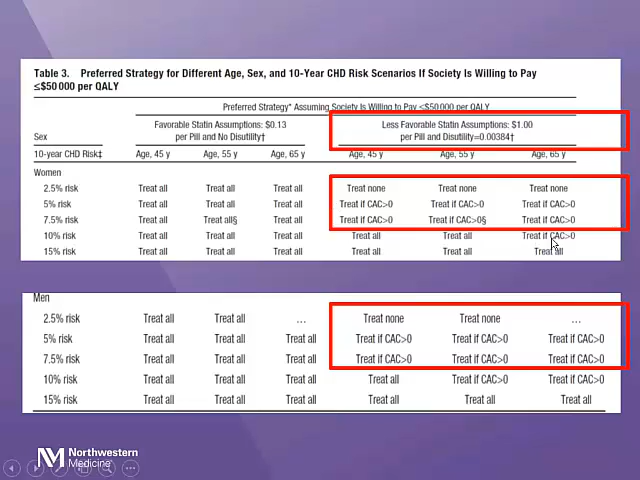 Table 3. Preferred Strategy for Different Age, Sex, and 10-Year CHD Risk Scenarios If Society Is Willing to Pay
≤$50 000 per QALY
Preferred Strategy* Assuming Society Is Willing to Pay ≤$50 000 per QALY
Favorable Statin Assumptions: $0.13 Less Favorable Statin Assumptions: $1.00
Sex per Pill and No Disutility† per Pill and Disutility=0.00384†
10-year CHD Risk‡ Age, 45 y Age, 55 y Age, 65 y Age, 45 y Age, 55 y Age, 65 y
Women
2.5% risk Treat all Treat all Treat all Treat none Treat none Treat none
5% risk Treat all Treat all Treat all Treat if CAC>0 Treat if CAC>0 Treat if CAC>0
7.5% risk Treat all Treat all§ Treat all Treat if CAC>0 Treat if CAC>0§ Treat if CAC>0
10% risk Treat all Treat all Treat all Treat all Treat all Treat if CAC>0
15% risk Treat all Treat all Treat all Treat all Treat all Treat all
Men
2.5% risk Treat all Treat all ... Treat none Treat none ...
5% risk Treat all Treat all Treat all Treat if CAC>0 Treat if CAC>0 Treat if CAC>0
7.5% risk Treat all Treat all Treat all Treat if CAC>0 Treat if CAC>0 Treat if CAC>0
10% risk Treat all Treat all Treat all Treat all Treat if CAC>0 Treat if CAC>0
15% risk Treat all Treat all Treat all Treat all Treat all Treat all
Northwestern
Medicine